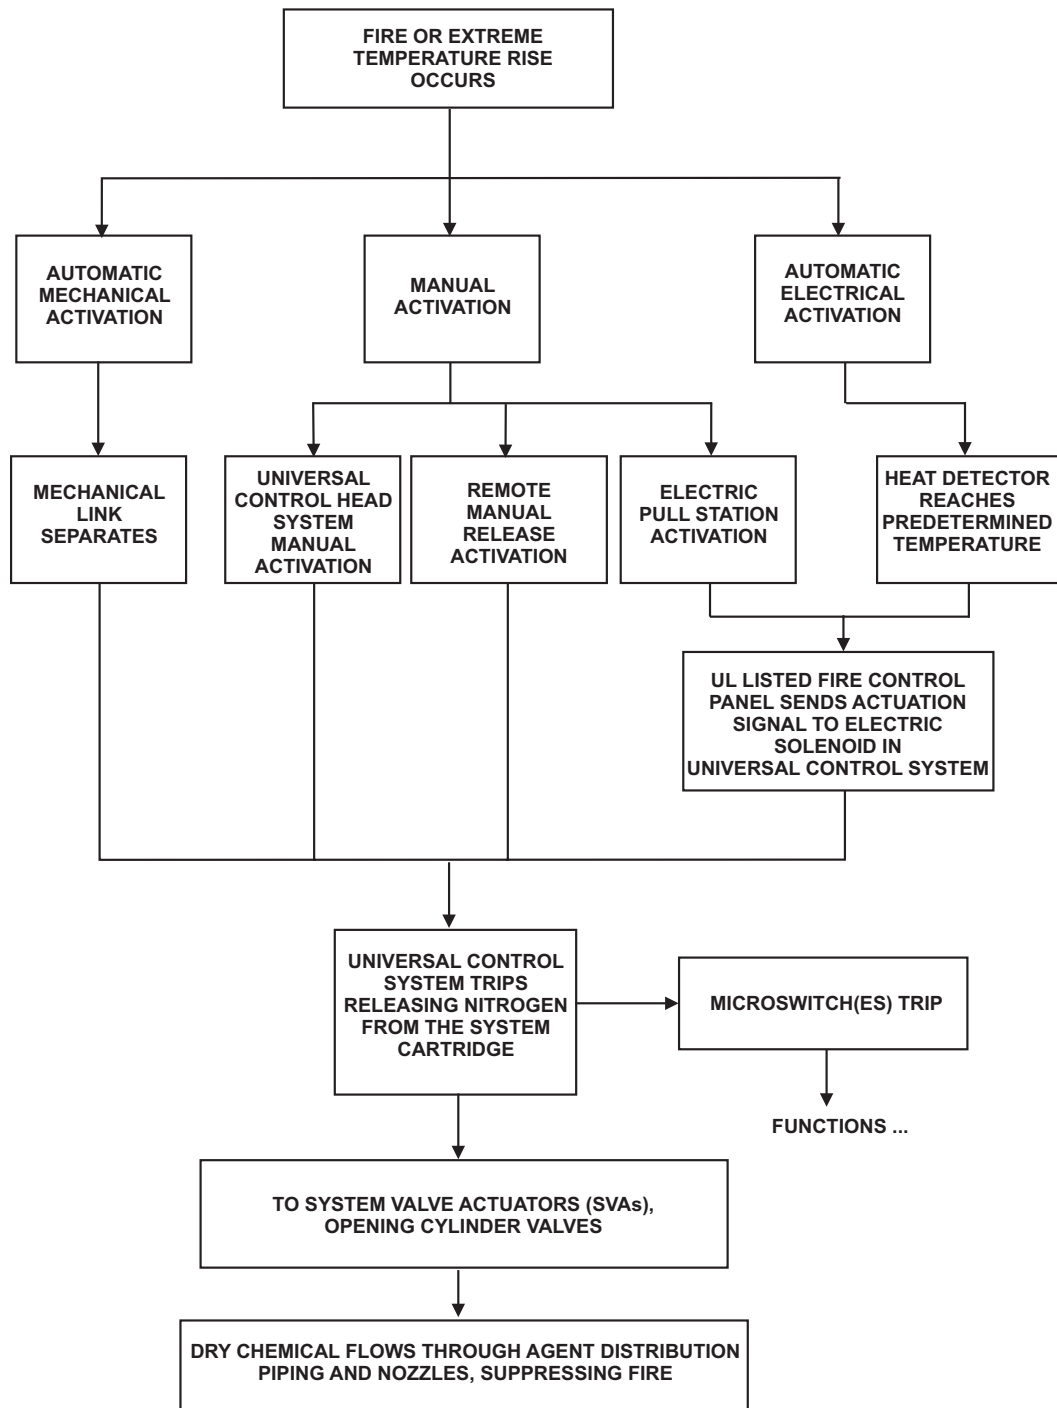 FIRE OR EXTREME
TEMPERATURE RISE
OCCURS
AUTOMATIC
MECHANICAL
ACTIVATION
MANUAL
ACTIVATION
AUTOMATIC
ELECTRICAL
ACTIVATION
MECHANICAL
LINK
SEPARATES
UNIVERSAL
CONTROL HEAD
SYSTEM
MANUAL
ACTIVATION
REMOTE
MANUAL
RELEASE
ACTIVATION
ELECTRIC
PULL STATION
ACTIVATION
HEAT DETECTOR
REACHES
PREDETERMINED
TEMPERATURE
UL LISTED FIRE CONTROL
PANEL SENDS ACTUATION
SIGNAL TO ELECTRIC
SOLENOID IN
UNIVERSAL CONTROL SYSTEM
UNIVERSAL CONTROL
SYSTEM TRIPS
RELEASING NITROGEN
FROM THE SYSTEM
CARTRIDGE
MICROSWITCH(ES) TRIP
FUNCTIONS ...
TO SYSTEM VALVE ACTUATORS (SVAs),
OPENING CYLINDER VALVES
DRY CHEMICAL FLOWS THROUGH AGENT DISTRIBUTION
PIPING AND NOZZLES, SUPPRESSING FIRE